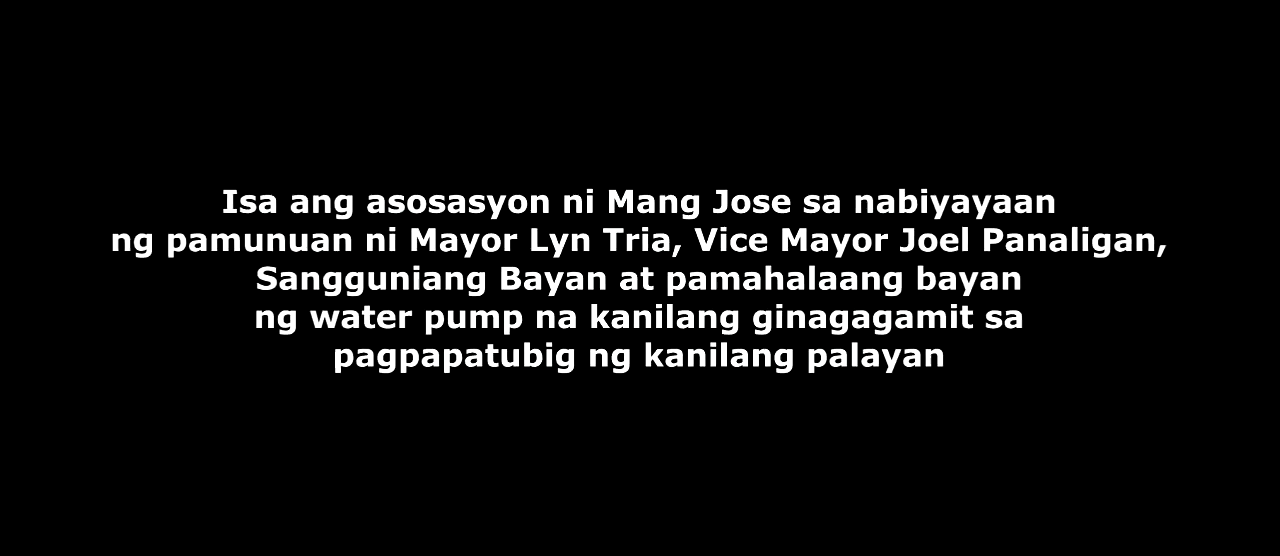 Isa ang asosasyon ni Mang Jose sa nabiyayaan
ng pamunuan ni Mayor Lyn Tria, Vice Mayor Joel Panaligan,
Sangguniang Bayan at pamahalaang bayan
ng water pump na kanilang ginagagamit sa
pagpapatubig ng kanilang palayan